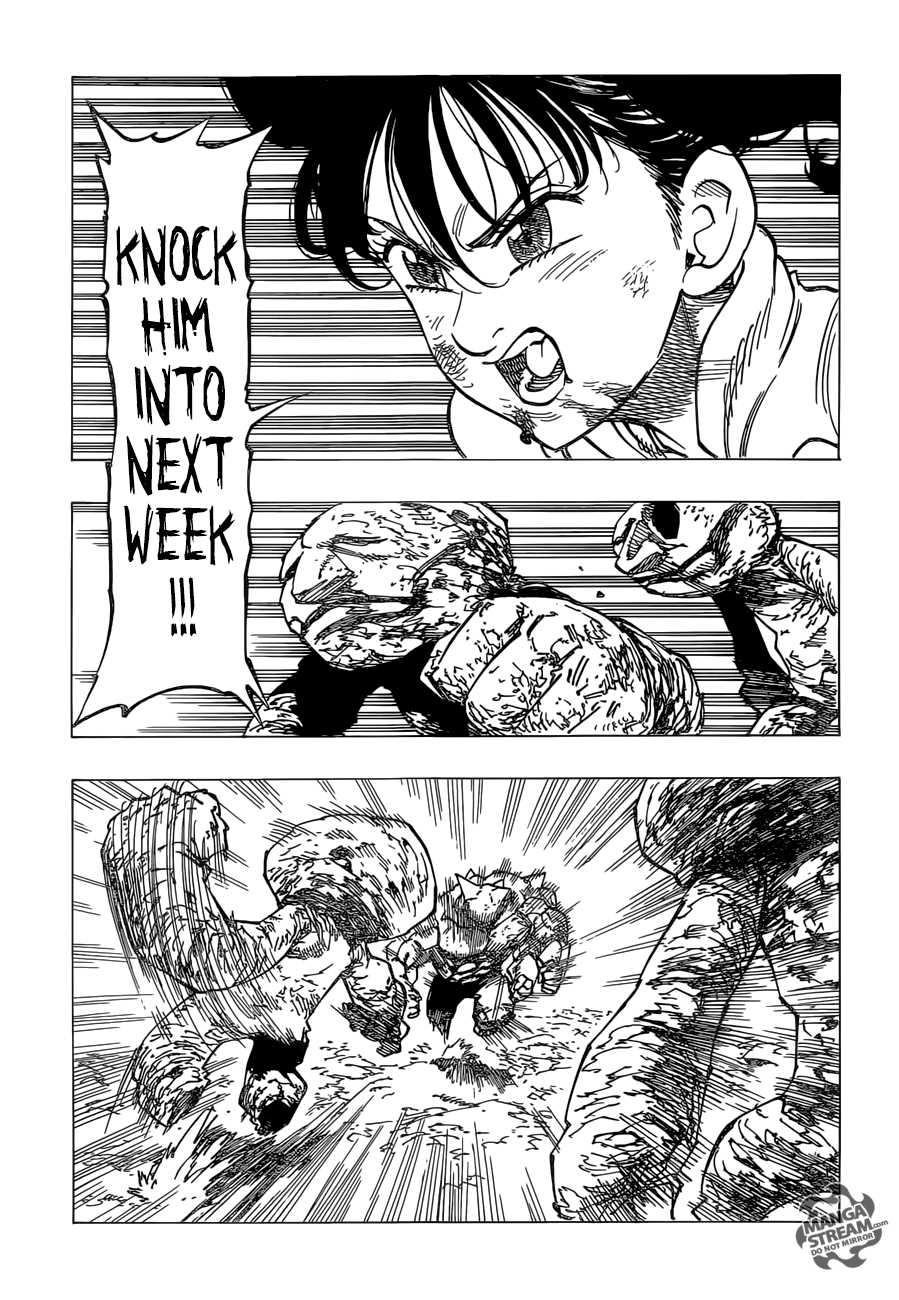 KNOCK
HIM
INTO
NEXT
WEEK
!!!
MANGA
STREAM.com
DO NOT MIRROR